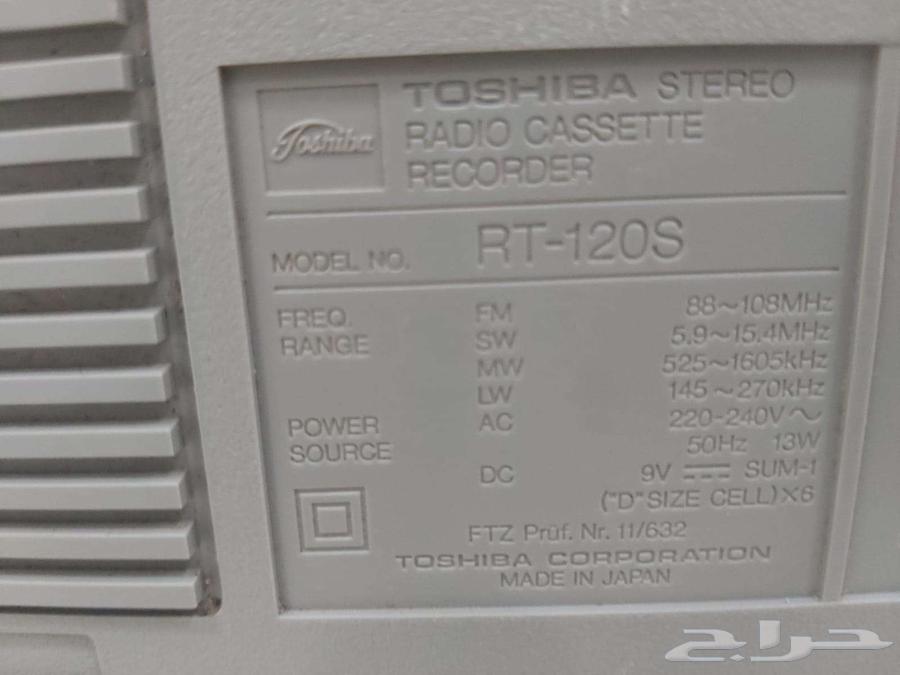 Toshiba
TOSHIBA STEREO
RADIO CASSETTE
RECORDER
MODEL NO. RT-120S
FREQ. RANGE
FM 88~108MHz
SW 5.9~15.4MHz
MW 525~1605kHz
LW 145~270kHz
POWER SOURCE
AC 220-240V~
50Hz 13W
DC 9V ⎓ SUM-1
("D" SIZE CELL)×6
FTZ Prüf. Nr. 11/632
TOSHIBA CORPORATION
MADE IN JAPAN
حراج